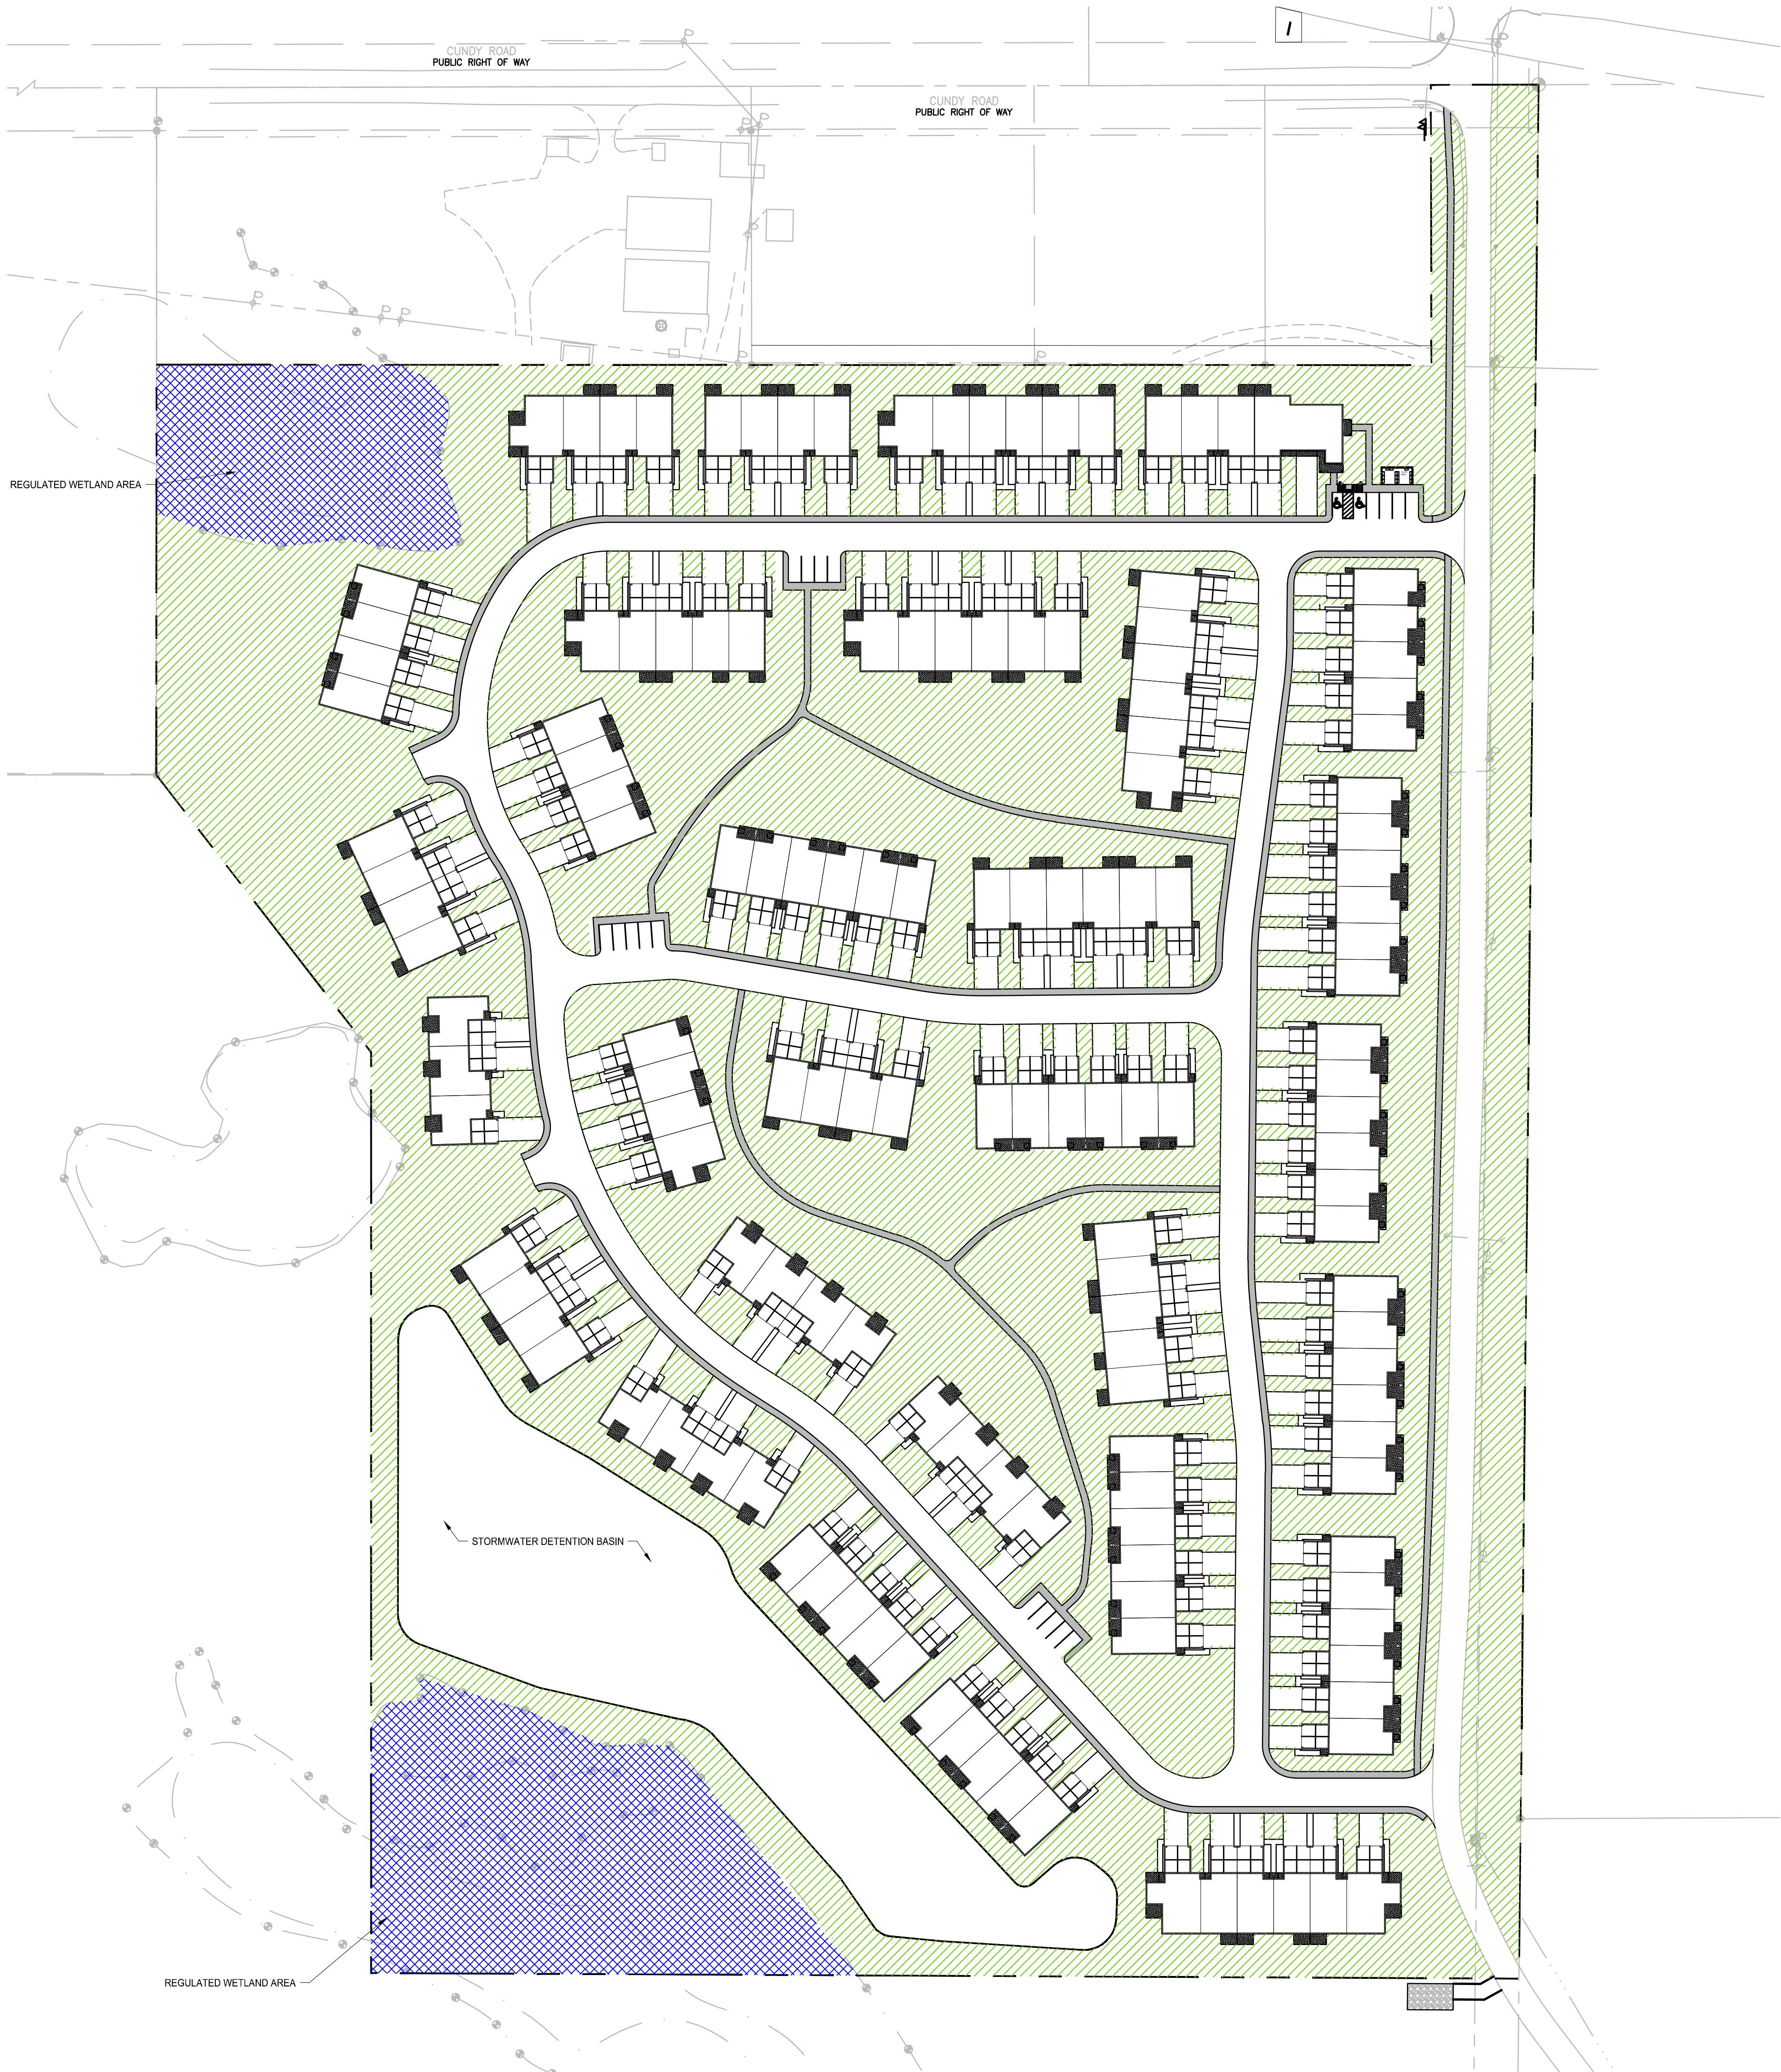 CUNDY ROAD
PUBLIC RIGHT OF WAY
CUNDY ROAD
PUBLIC RIGHT OF WAY
REGULATED WETLAND AREA
STORMWATER DETENTION BASIN
REGULATED WETLAND AREA